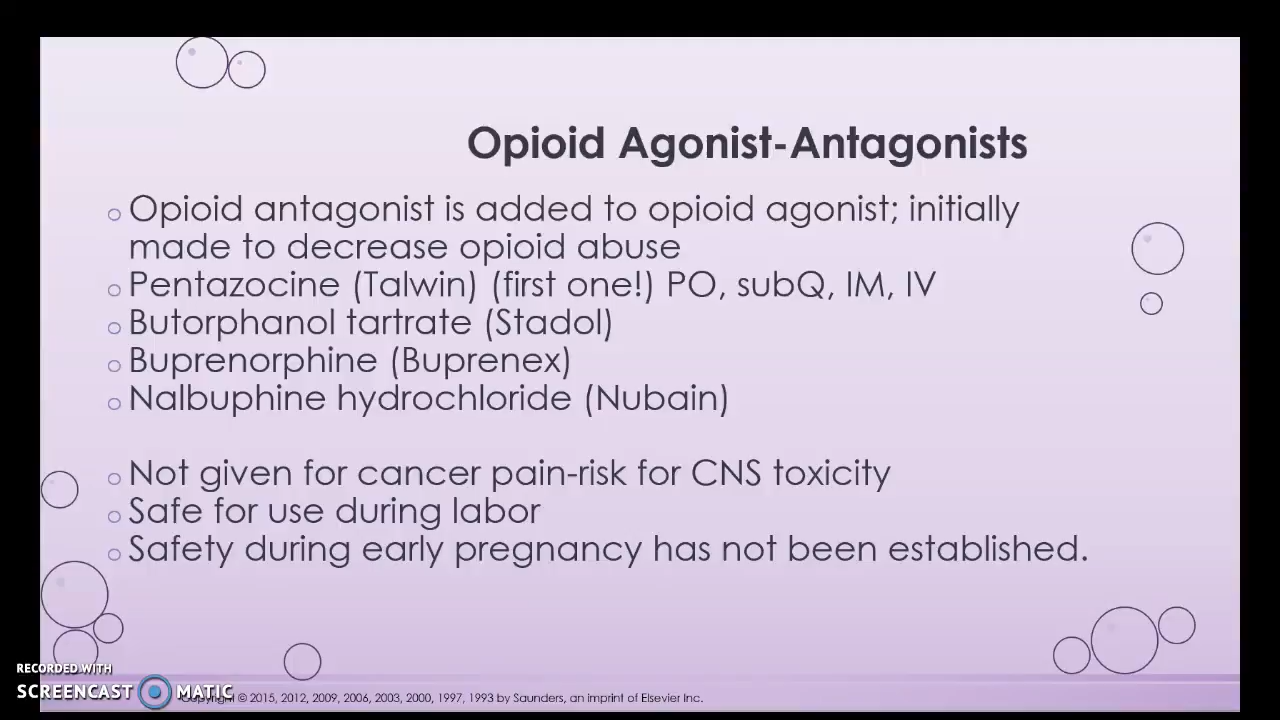 Opioid Agonist-Antagonists
Opioid antagonist is added to opioid agonist; initially
made to decrease opioid abuse
Pentazocine (Talwin) (first one!) PO, subQ, IM, IV
Butorphanol tartrate (Stadol)
Buprenorphine (Buprenex)
Nalbuphine hydrochloride (Nubain)
Not given for cancer pain-risk for CNS toxicity
Safe for use during labor
Safety during early pregnancy has not been established.
RECORDED WITH
SCREENCAST MATIC
Copyright © 2015, 2012, 2009, 2006, 2003, 2000, 1997, 1993 by Saunders, an imprint of Elsevier Inc.